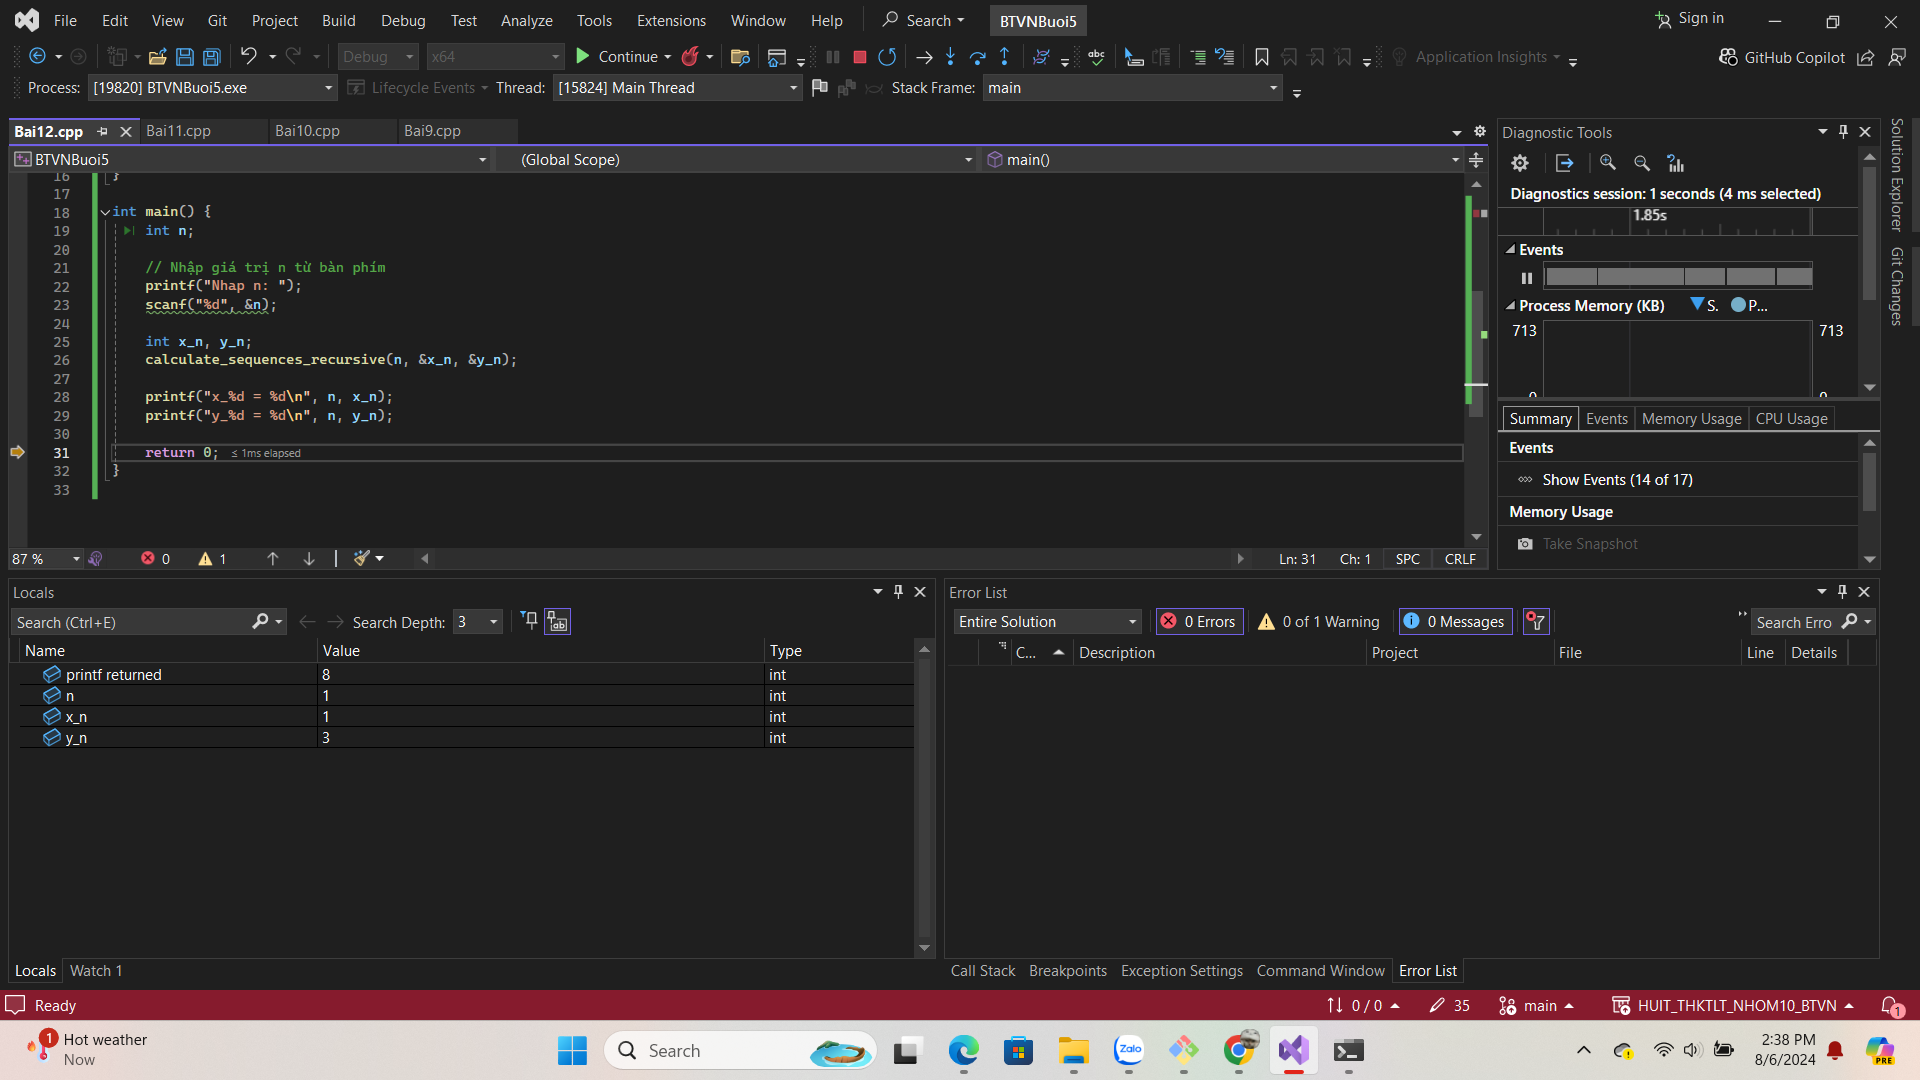 File Edit View Git Project Build Debug Test Analyze Tools Extensions Window Help Search BTVNBuoi5 Sign in
Debug x64 Continue Application Insights GitHub Copilot
Process: [19820] BTVNBuoi5.exe Lifecycle Events Thread: [15824] Main Thread Stack Frame: main
Bai12.cpp Bai11.cpp Bai10.cpp Bai9.cpp
BTVNBuoi5 (Global Scope) main()
16 }
17
18 int main() {
19 int n;
20
21 // Nhập giá trị n từ bàn phím
22 printf("Nhap n: ");
23 scanf("%d", &n);
24
25 int x_n, y_n;
26 calculate_sequences_recursive(n, &x_n, &y_n);
27
28 printf("x_%d = %d\n", n, x_n);
29 printf("y_%d = %d\n", n, y_n);
30
31 return 0; ≤ 1ms elapsed
32 }
33
87 % 0 1 Ln: 31 Ch: 1 SPC CRLF
Diagnostic Tools
Diagnostics session: 1 seconds (4 ms selected)
1.85s
Events
Process Memory (KB) S. P...
713 713
0 0
Summary Events Memory Usage CPU Usage
Events
Show Events (14 of 17)
Memory Usage
Take Snapshot
Solution Explorer
Git Changes
Locals
Search (Ctrl+E) Search Depth: 3
Name Value Type
printf returned 8 int
n 1 int
x_n 1 int
y_n 3 int
Locals Watch 1
Error List
Entire Solution 0 Errors 0 of 1 Warning 0 Messages Search Erro
C... Description Project File Line Details
Call Stack Breakpoints Exception Settings Command Window Error List
Ready 0 / 0 35 main HUIT_THKTLT_NHOM10_BTVN 1
1 Hot weather
Now
Search
Zalo
2:38 PM
8/6/2024
PRE